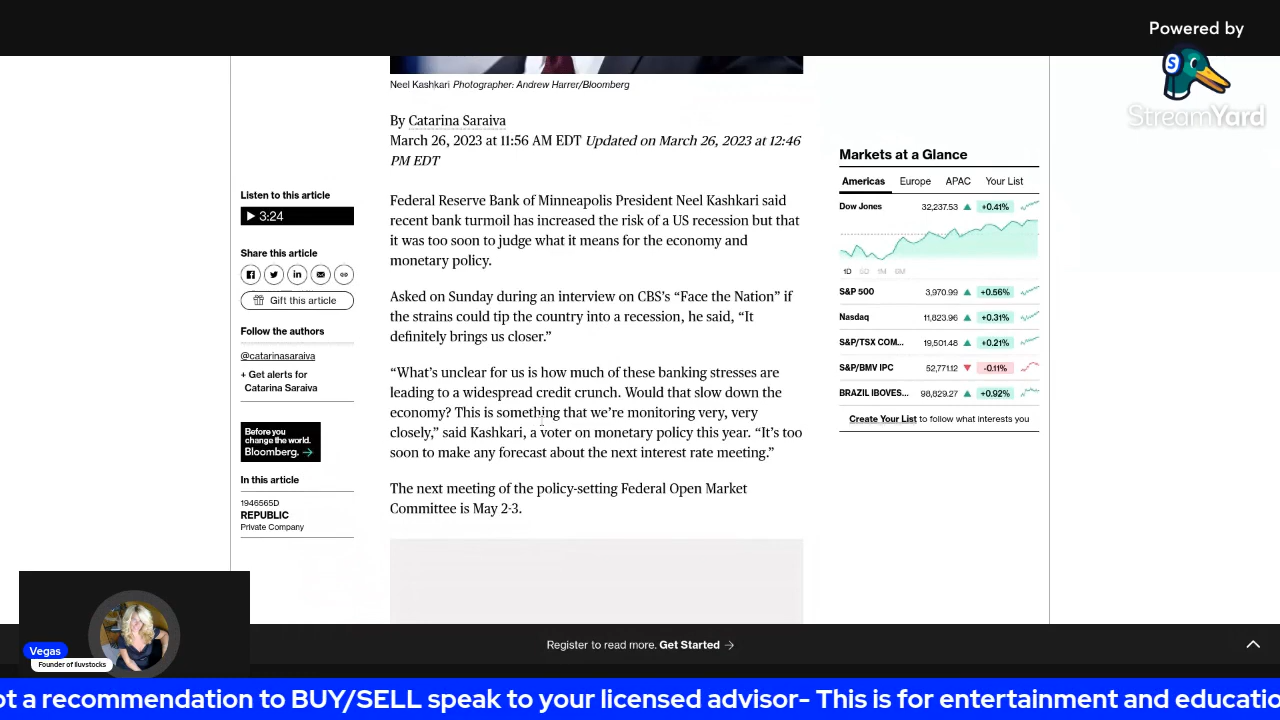 Powered by
StreamYard
Neel Kashkari Photographer: Andrew Harrer/Bloomberg
By Catarina Saraiva
March 26, 2023 at 11:56 AM EDT Updated on March 26, 2023 at 12:46
PM EDT
Listen to this article
3:24
Share this article
Gift this article
Follow the authors
@catarinasaraiva
+ Get alerts for
Catarina Saraiva
Before you
change the world.
Bloomberg. →
In this article
1946565D
REPUBLIC
Private Company
Federal Reserve Bank of Minneapolis President Neel Kashkari said
recent bank turmoil has increased the risk of a US recession but that
it was too soon to judge what it means for the economy and
monetary policy.
Asked on Sunday during an interview on CBS’s “Face the Nation” if
the strains could tip the country into a recession, he said, “It
definitely brings us closer.”
“What’s unclear for us is how much of these banking stresses are
leading to a widespread credit crunch. Would that slow down the
economy? This is something that we’re monitoring very, very
closely,” said Kashkari, a voter on monetary policy this year. “It’s too
soon to make any forecast about the next interest rate meeting.”
The next meeting of the policy-setting Federal Open Market
Committee is May 2-3.
Markets at a Glance
Americas Europe APAC Your List
Dow Jones 32,237.53 +0.41%
1D 5D 1M 6M
S&P 500 3,970.99 +0.56%
Nasdaq 11,823.96 +0.31%
S&P/TSX COM... 19,501.48 +0.21%
S&P/BMV IPC 52,771.12 -0.11%
BRAZIL IBOVES... 98,829.27 +0.92%
Create Your List to follow what interests you
Register to read more. Get Started →
Vegas
Founder of iluvstocks
ot a recommendation to BUY/SELL speak to your licensed advisor- This is for entertainment and educatio